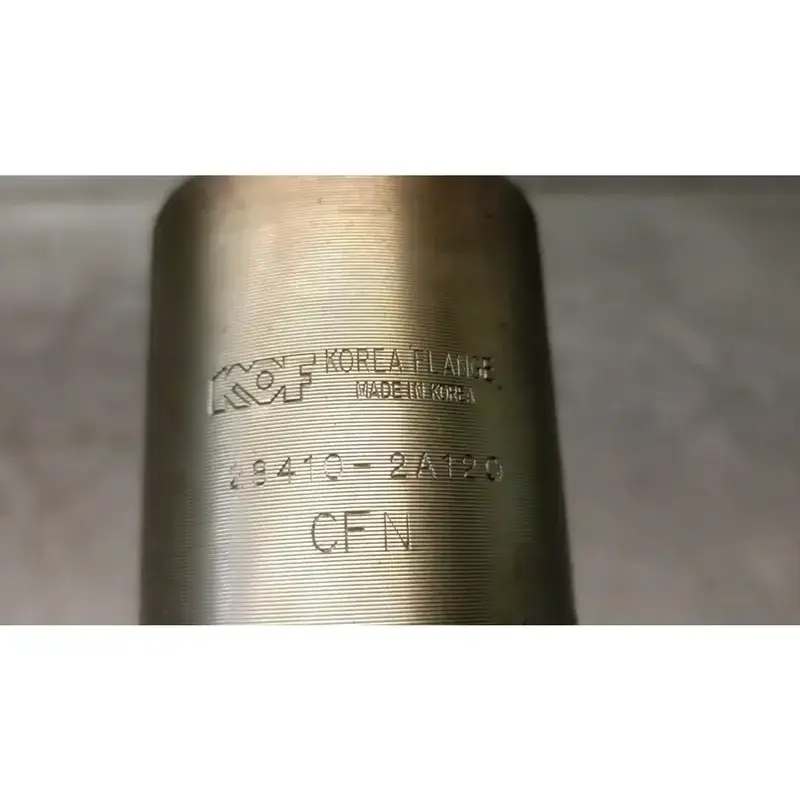 KOF KOREA FLANGE
MADE IN KOREA
28410-2A120
CFN